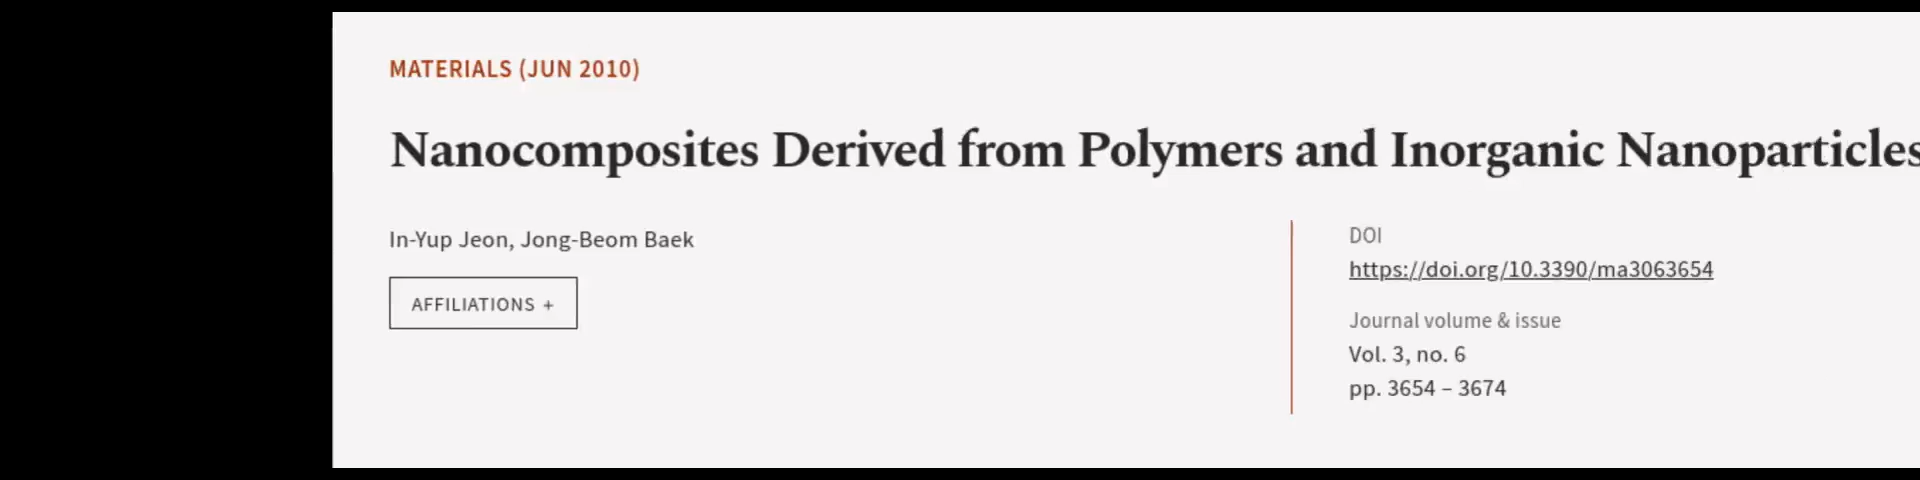 MATERIALS (JUN 2010)
Nanocomposites Derived from Polymers and Inorganic Nanoparticles
In-Yup Jeon, Jong-Beom Baek
AFFILIATIONS +
DOI
https://doi.org/10.3390/ma3063654
Journal volume & issue
Vol. 3, no. 6
pp. 3654 – 3674